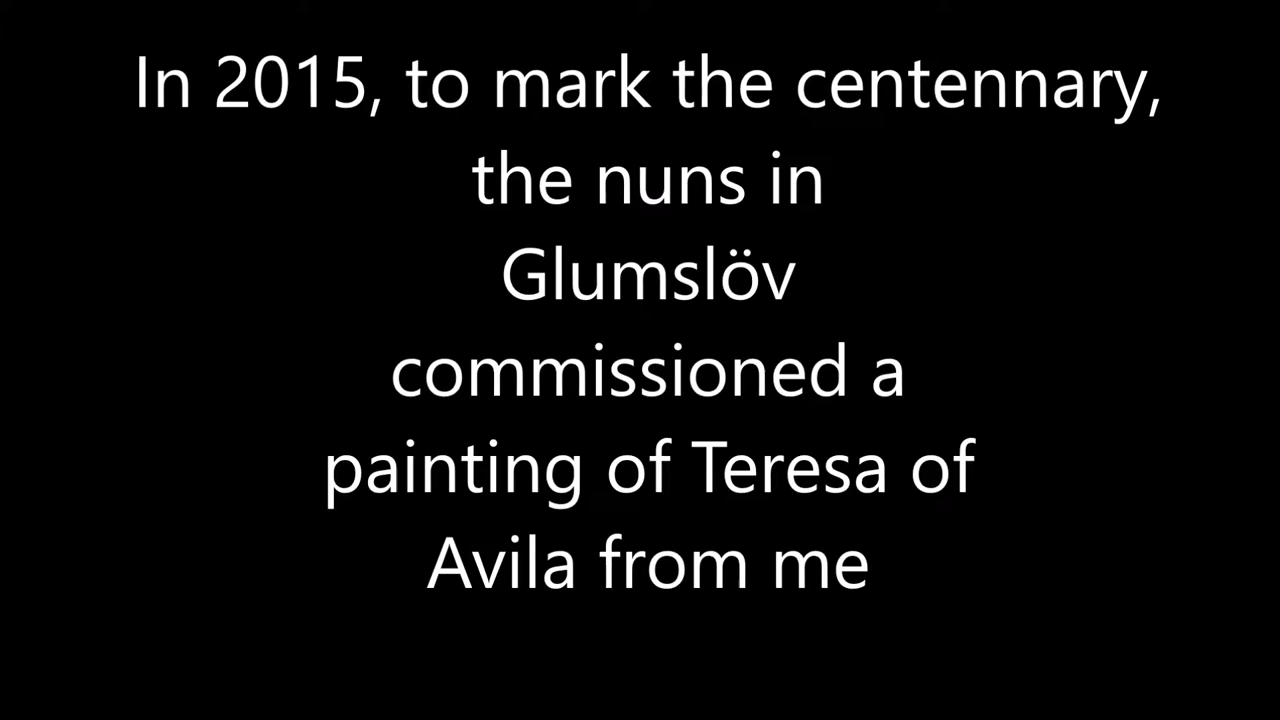 In 2015, to mark the centennary,
the nuns in
Glumslöv
commissioned a
painting of Teresa of
Avila from me